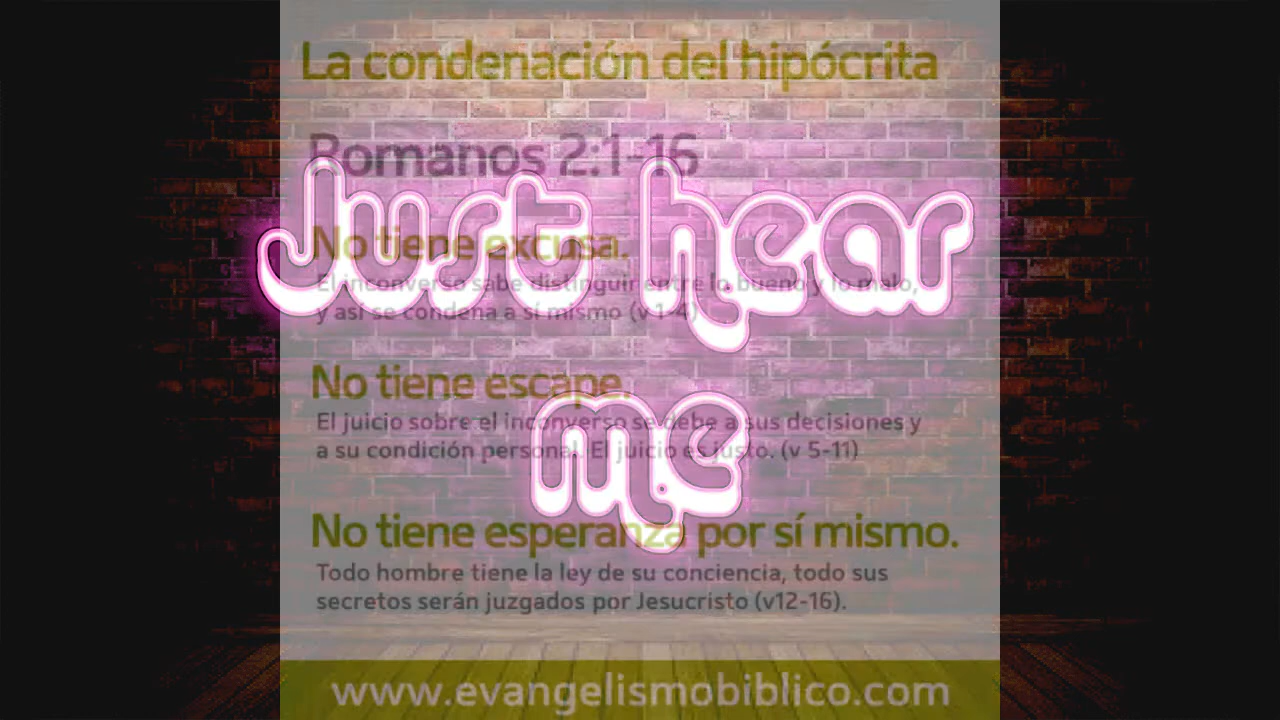 La condenación del hipócrita
Romanos 2:1-16
Just hear
No tiene excusa.
El inconverso sabe distinguir entre lo bueno y lo malo,
y así se condena a sí mismo (v 1-4)
No tiene escape.
El juicio sobre el inconverso se debe a sus decisiones y
a su condición personal. El juicio es justo. (v 5-11)
me
No tiene esperanza por sí mismo.
Todo hombre tiene la ley de su conciencia, todo sus
secretos serán juzgados por Jesucristo (v12-16).
www.evangelismobiblico.com